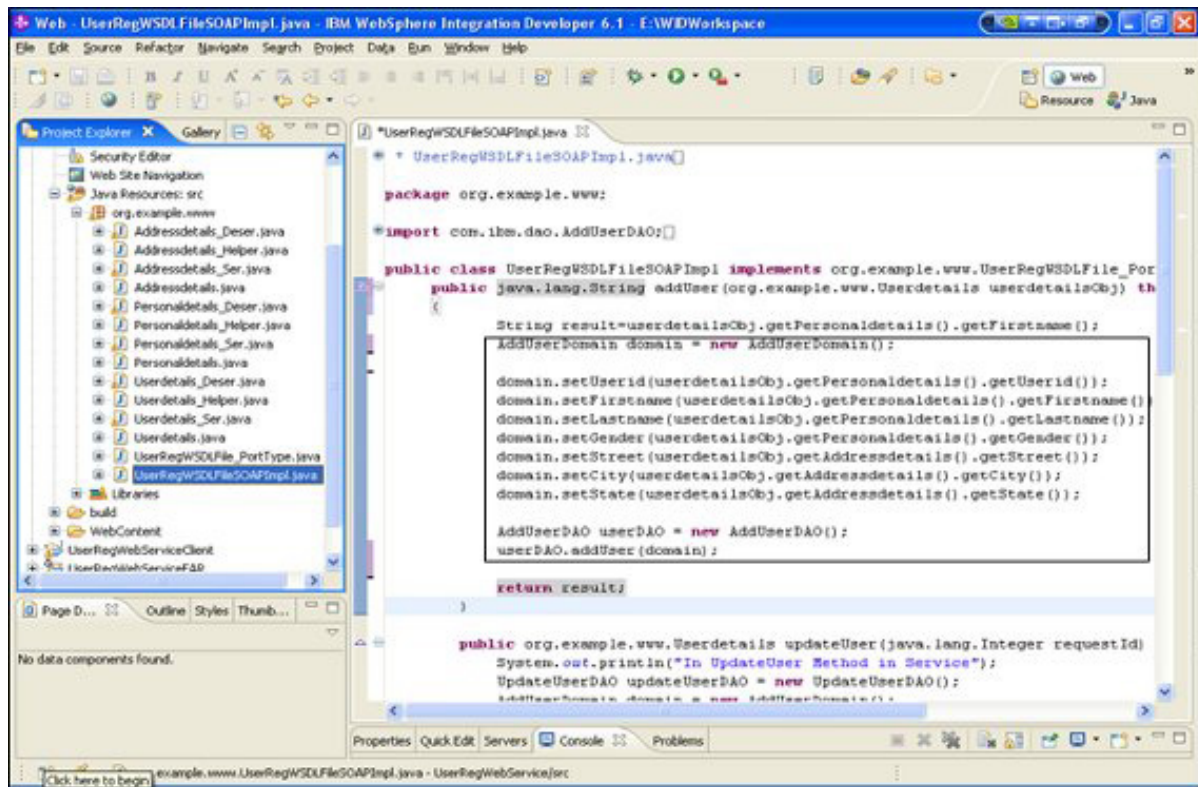 Web - UserRegWSDLFileSOAPImpl.java - IBM WebSphere Integration Developer 6.1 - E:\WIDWorkspace
File Edit Source Refactor Navigate Search Project Data Run Window Help
Web
Resource Java
Project Explorer Gallery
*UserRegWSDLFileSOAPImpl.java
Security Editor
Web Site Navigation
Java Resources: src
org.example.www
Addressdetails_Deser.java
Addressdetails_Helper.java
Addressdetails_Ser.java
Addressdetails.java
Personaldetails_Deser.java
Personaldetails_Helper.java
Personaldetails_Ser.java
Personaldetails.java
Userdetails_Deser.java
Userdetails_Helper.java
Userdetails_Ser.java
Userdetails.java
UserRegWSDLFile_PortType.java
UserRegWSDLFileSOAPImpl.java
Libraries
build
WebContent
UserRegWebServiceClient
UserRegWebServiceEAR
* UserRegWSDLFileSOAPImpl.java
package org.example.www;
import com.ibm.dao.AddUserDAO;
public class UserRegWSDLFileSOAPImpl implements org.example.www.UserRegWSDLFile_Por
public java.lang.String addUser(org.example.www.Userdetails userdetailsObj) th
{
String result=userdetailsObj.getPersonaldetails().getFirstname();
AddUserDomain domain = new AddUserDomain();
domain.setUserid(userdetailsObj.getPersonaldetails().getUserid());
domain.setFirstname(userdetailsObj.getPersonaldetails().getFirstname()
domain.setLastname(userdetailsObj.getPersonaldetails().getLastname());
domain.setGender(userdetailsObj.getPersonaldetails().getGender());
domain.setStreet(userdetailsObj.getAddressdetails().getStreet());
domain.setCity(userdetailsObj.getAddressdetails().getCity());
domain.setState(userdetailsObj.getAddressdetails().getState());
AddUserDAO userDAO = new AddUserDAO();
userDAO.addUser(domain);
return result;
}
public org.example.www.Userdetails updateUser(java.lang.Integer requestId)
System.out.println("In UpdateUser Method in Service");
UpdateUserDAO updateUserDAO = new UpdateUserDAO();
AddUserDomain domain = new AddUserDomain();
Page D... Outline Styles Thumb...
No data components found.
Properties Quick Edit Servers Console Problems
Click here to begin
.example.www.UserRegWSDLFileSOAPImpl.java - UserRegWebService/src